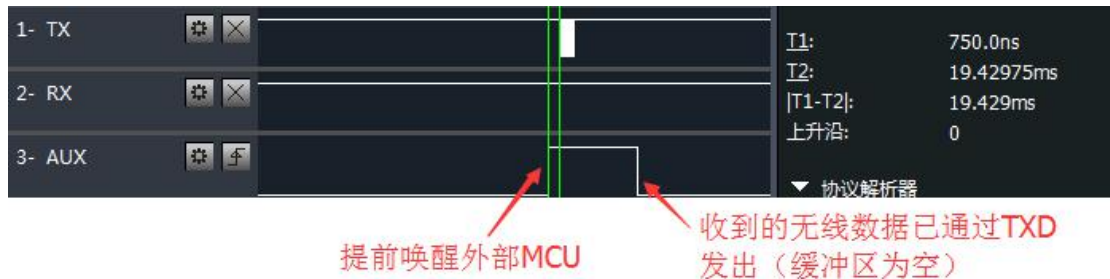 1- TX
2- RX
3- AUX
T1: 750.0ns
T2: 19.42975ms
|T1-T2|: 19.429ms
上升沿: 0
▼ 协议解析器
提前唤醒外部MCU
收到的无线数据已通过TXD
发出（缓冲区为空）